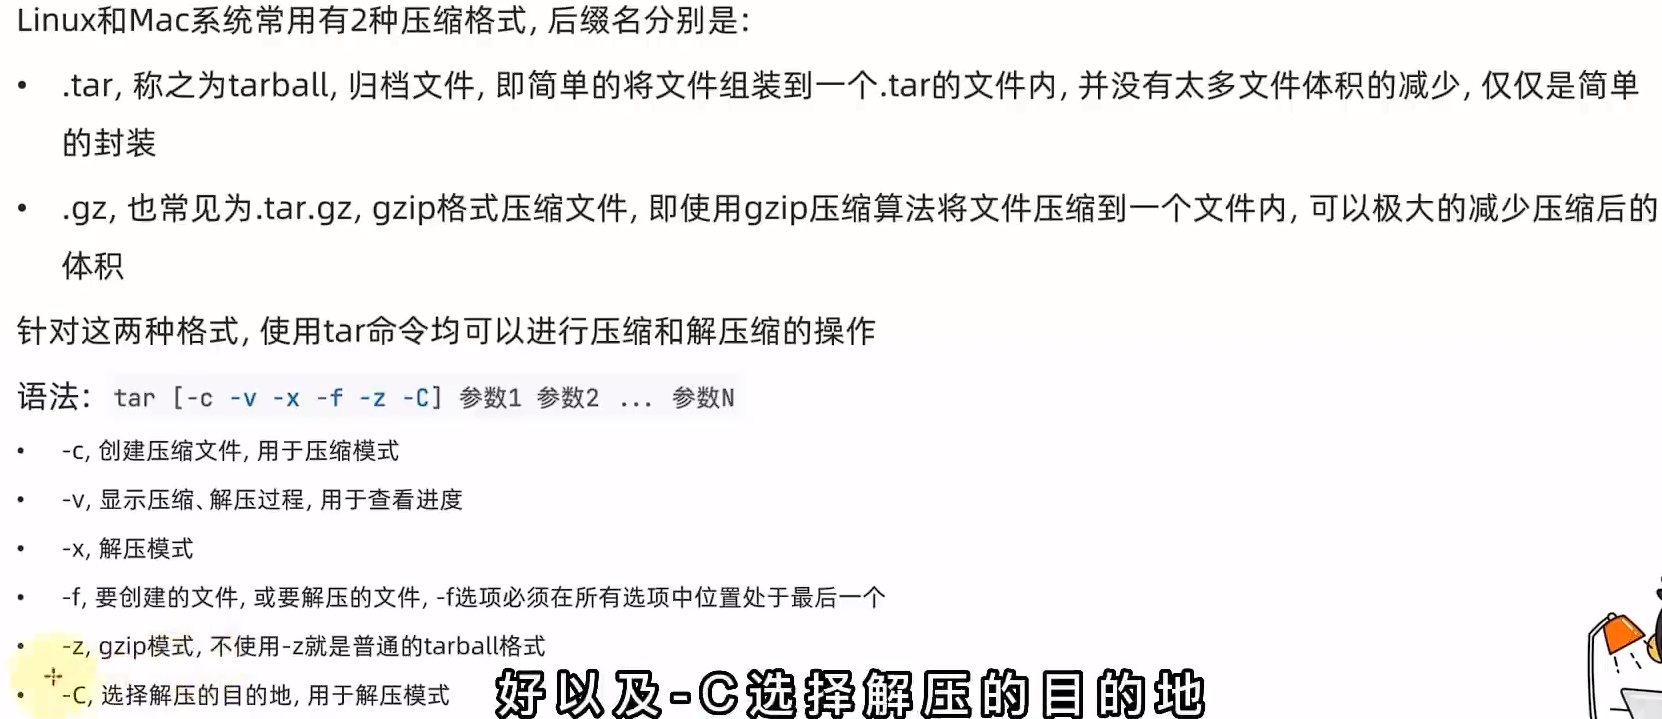 Linux和Mac系统常用有2种压缩格式, 后缀名分别是:
• .tar, 称之为tarball, 归档文件, 即简单的将文件组装到一个.tar的文件内, 并没有太多文件体积的减少, 仅仅是简单
的封装
• .gz, 也常见为.tar.gz, gzip格式压缩文件, 即使用gzip压缩算法将文件压缩到一个文件内, 可以极大的减少压缩后的
体积
针对这两种格式, 使用tar命令均可以进行压缩和解压缩的操作
语法: tar [-c -v -x -f -z -C] 参数1 参数2 ... 参数N
• -c, 创建压缩文件, 用于压缩模式
• -v, 显示压缩、解压过程, 用于查看进度
• -x, 解压模式
• -f, 要创建的文件, 或要解压的文件, -f选项必须在所有选项中位置处于最后一个
• -z, gzip模式, 不使用-z就是普通的tarball格式
• -C, 选择解压的目的地, 用于解压模式
好以及-C选择解压的目的地